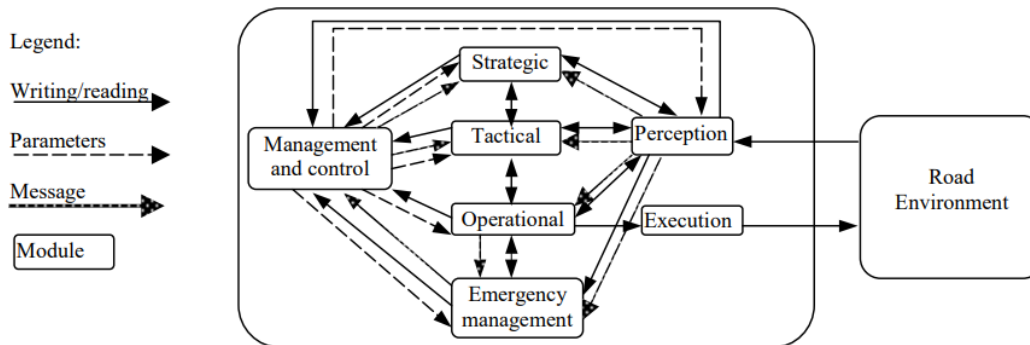 Legend:
Writing/reading
Parameters
Message
Module
Strategic
Tactical
Management
and control
Perception
Operational
Execution
Emergency
management
Road
Environment